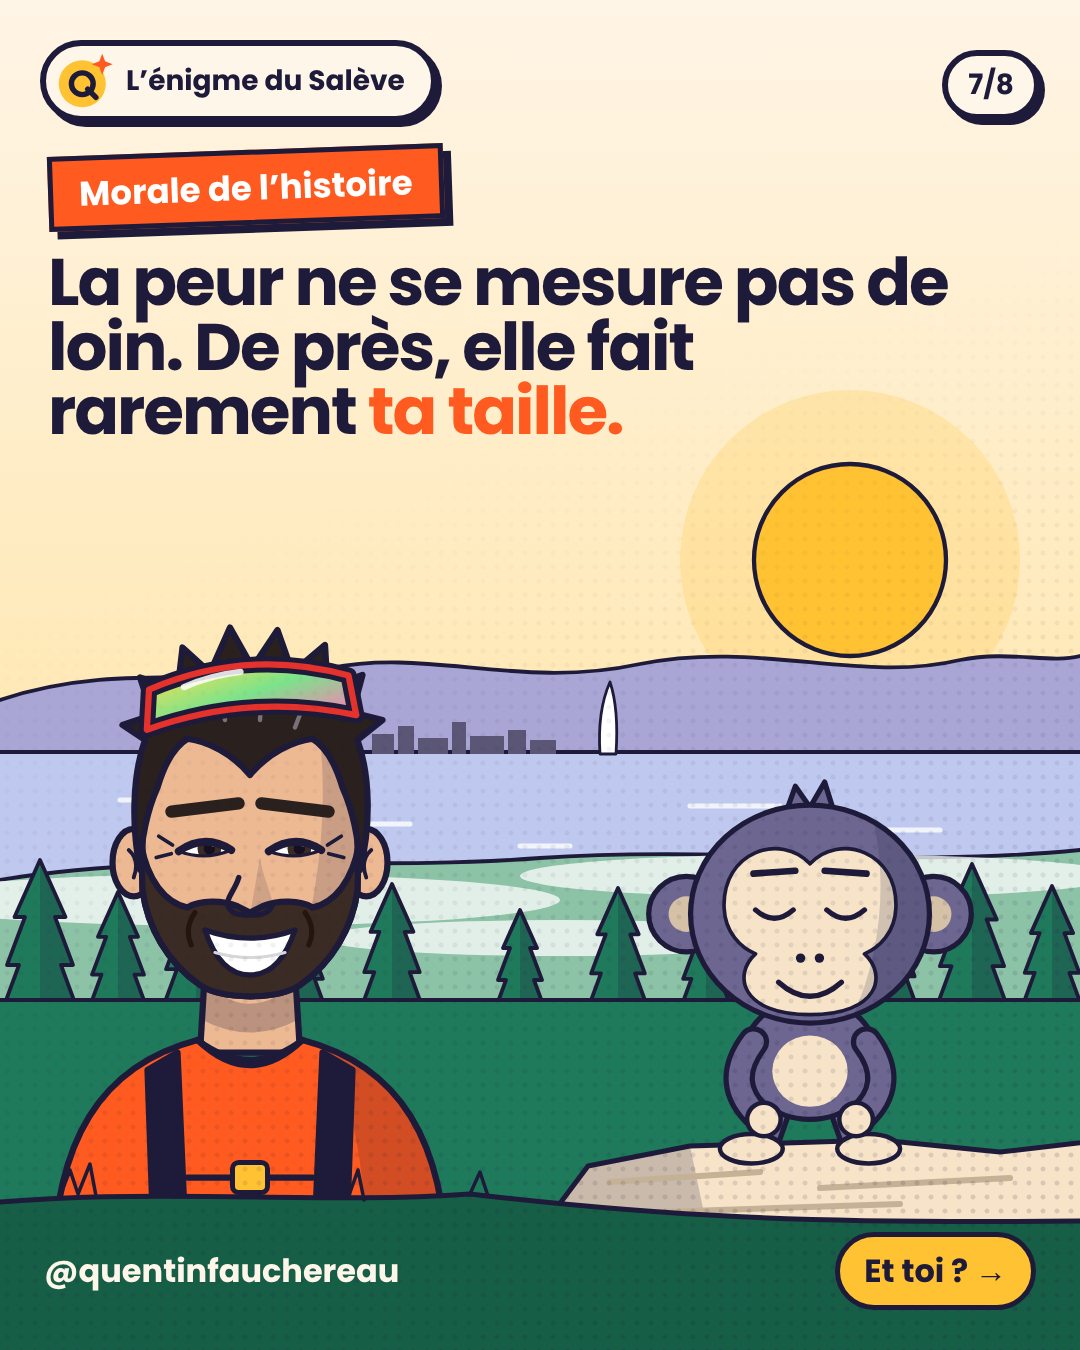 Q L’énigme du Salève
7/8
Morale de l’histoire
La peur ne se mesure pas de
loin. De près, elle fait
rarement ta taille.
@quentinfauchereau
Et toi ? →